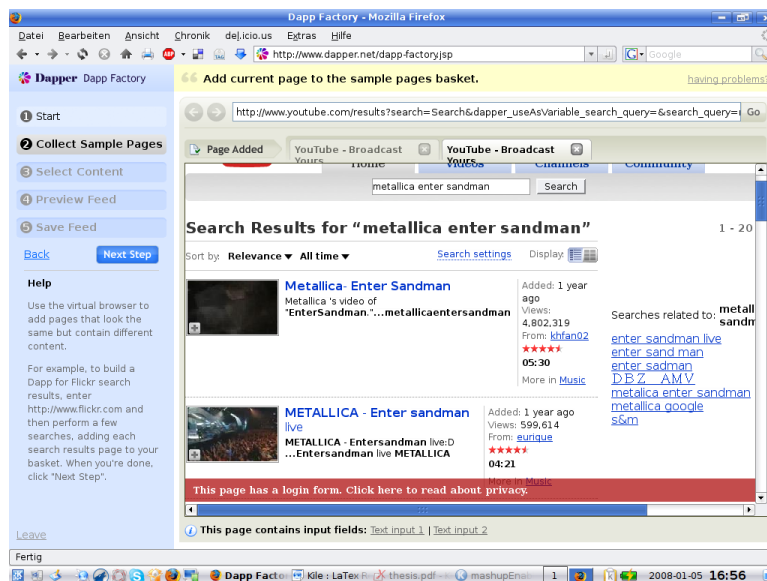 Dapp Factory - Mozilla Firefox
Datei Bearbeiten Ansicht Chronik del.icio.us Extras Hilfe
http://www.dapper.net/dapp-factory.jsp
Google
Dapper Dapp Factory
Add current page to the sample pages basket.
having problems?
1 Start
2 Collect Sample Pages
3 Select Content
4 Preview Feed
5 Save Feed
Back
Next Step
Help
Use the virtual browser to
add pages that look the
same but contain different
content.
For example, to build a
Dapp for Flickr search
results, enter
http://www.flickr.com and
then perform a few
searches, adding each
search results page to your
basket. When you're done,
click "Next Step".
Leave
http://www.youtube.com/results?search=Search&dapper_useAsVariable_search_query=&search_query=
Go
Page Added
YouTube - Broadcast
Yours
YouTube - Broadcast
Yours
Home Videos Channels Community
metallica enter sandman
Search
Search Results for “metallica enter sandman”
1 - 20
Sort by: Relevance All time
Search settings
Display:
Metallica- Enter Sandman
Metallica 's video of
"EnterSandman."...metallicaentersandman
Added: 1 year
ago
Views:
4,802,319
From: khfan02
05:30
More in Music
METALLICA - Enter sandman
live
METALLICA - Entersandman live:D
...Entersandman live METALLICA
Added: 1 year ago
Views: 599,614
From: eurique
04:21
More in Music
Searches related to: metall
sandm
enter sandman live
enter sand man
enter sadman
DBZ AMV
metalica enter sandman
metallica google
s&m
This page has a login form. Click here to read about privacy.
This page contains input fields: Text input 1 | Text input 2
Fertig
Dapp Facto
Kile : LaTex
thesis.pdf -
mashupEna
1
2
2008-01-05 16:56